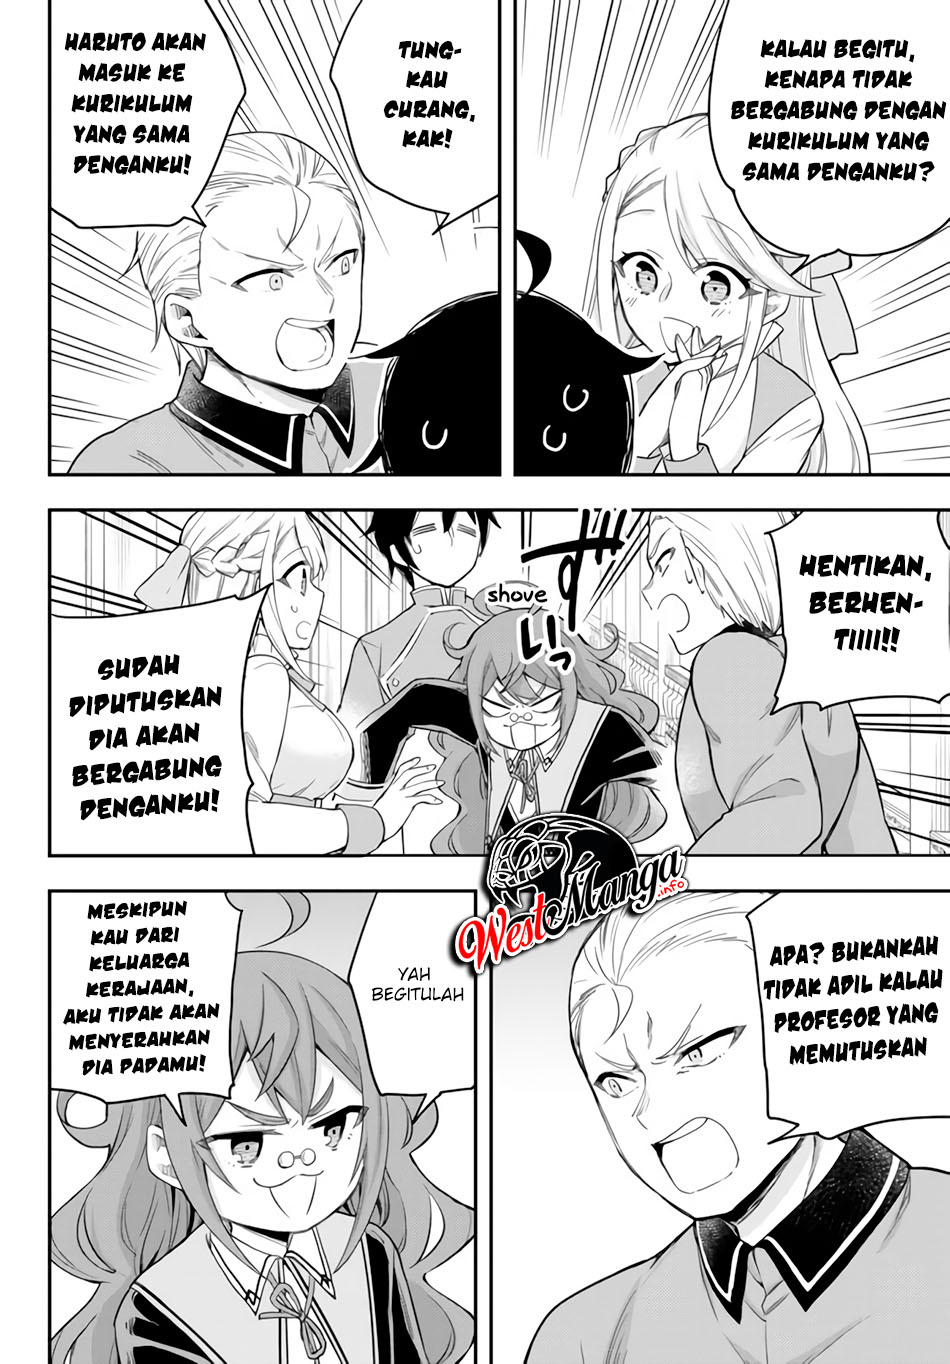 KALAU BEGITU,
KENAPA TIDAK
BERGABUNG DENGAN
KURIKULUM YANG
SAMA DENGANKU?
TUNG-
KAU
CURANG,
KAK!
HARUTO AKAN
MASUK KE
KURIKULUM
YANG SAMA
DENGANKU!
HENTIKAN,
BERHEN-
TIIII!!
shove
SUDAH
DIPUTUSKAN
DIA AKAN
BERGABUNG
DENGANKU!
APA? BUKANKAH
TIDAK ADIL KALAU
PROFESOR YANG
MEMUTUSKAN
YAH
BEGITULAH
MESKIPUN
KAU DARI
KELUARGA
KERAJAAN,
AKU TIDAK AKAN
MENYERAHKAN
DIA PADAMU!
WestManga
.info